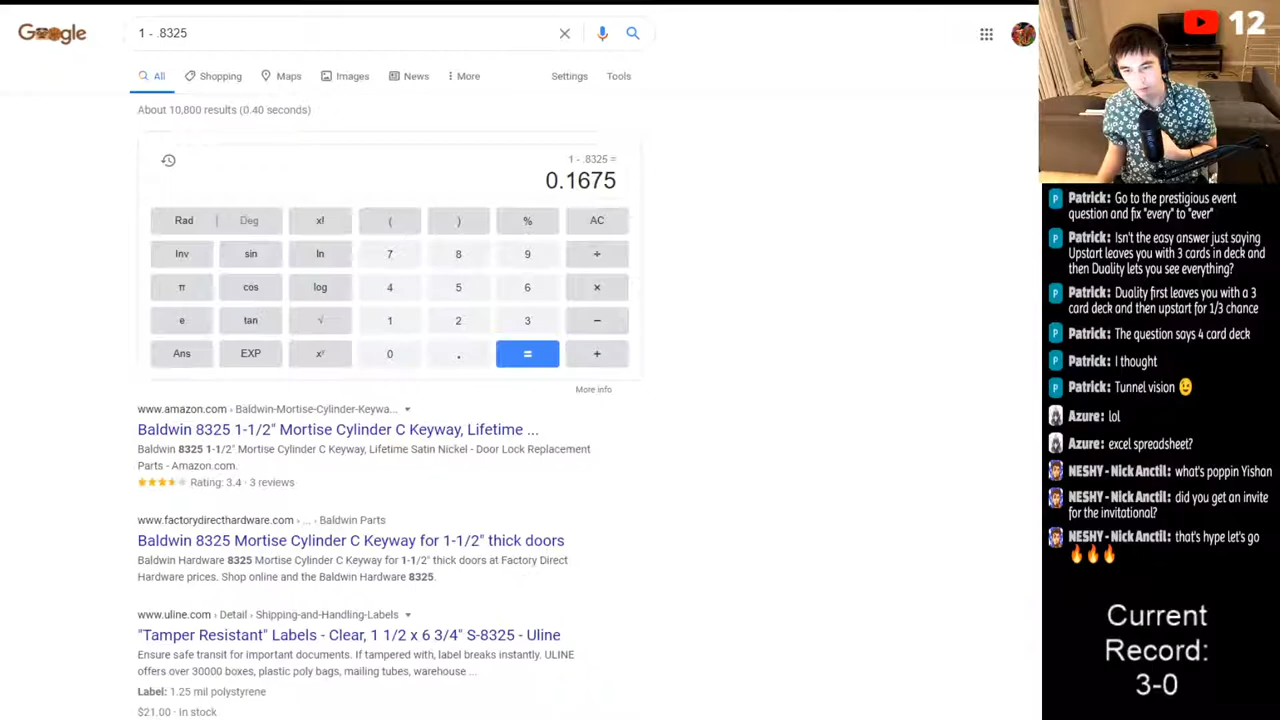 Google
1 - .8325
All
Shopping
Maps
Images
News
More
Settings
Tools
About 10,800 results (0.40 seconds)
1 - .8325 =
0.1675
Rad | Deg x! ( ) % AC
Inv sin ln 7 8 9 ÷
π cos log 4 5 6 ×
e tan √ 1 2 3 −
Ans EXP xʸ 0 . = +
More info
www.amazon.com › Baldwin-Mortise-Cylinder-Keywa...
Baldwin 8325 1-1/2" Mortise Cylinder C Keyway, Lifetime ...
Baldwin 8325 1-1/2" Mortise Cylinder C Keyway, Lifetime Satin Nickel - Door Lock Replacement
Parts - Amazon.com.
Rating: 3.4 · 3 reviews
www.factorydirecthardware.com › ... › Baldwin Parts
Baldwin 8325 Mortise Cylinder C Keyway for 1-1/2" thick doors
Baldwin Hardware 8325 Mortise Cylinder C Keyway for 1-1/2" thick doors at Factory Direct
Hardware prices. Shop online and the Baldwin Hardware 8325.
www.uline.com › Detail › Shipping-and-Handling-Labels
"Tamper Resistant" Labels - Clear, 1 1/2 x 6 3/4" S-8325 - Uline
Ensure safe transit for important documents. If tampered with, label breaks instantly. ULINE
offers over 30000 boxes, plastic poly bags, mailing tubes, warehouse ...
Label: 1.25 mil polystyrene
$21.00 · In stock
12
P Patrick: Go to the prestigious event
question and fix "every" to "ever"
P Patrick: Isn't the easy answer just saying
Upstart leaves you with 3 cards in deck and
then Duality lets you see everything?
P Patrick: Duality first leaves you with a 3
card deck and then upstart for 1/3 chance
P Patrick: The question says 4 card deck
P Patrick: I thought
P Patrick: Tunnel vision 😉
Azure: lol
Azure: excel spreadsheet?
NESHY - Nick Anctil: what's poppin Yishan
NESHY - Nick Anctil: did you get an invite
for the invitational?
NESHY - Nick Anctil: that's hype let's go
🔥🔥🔥
Current
Record:
3-0